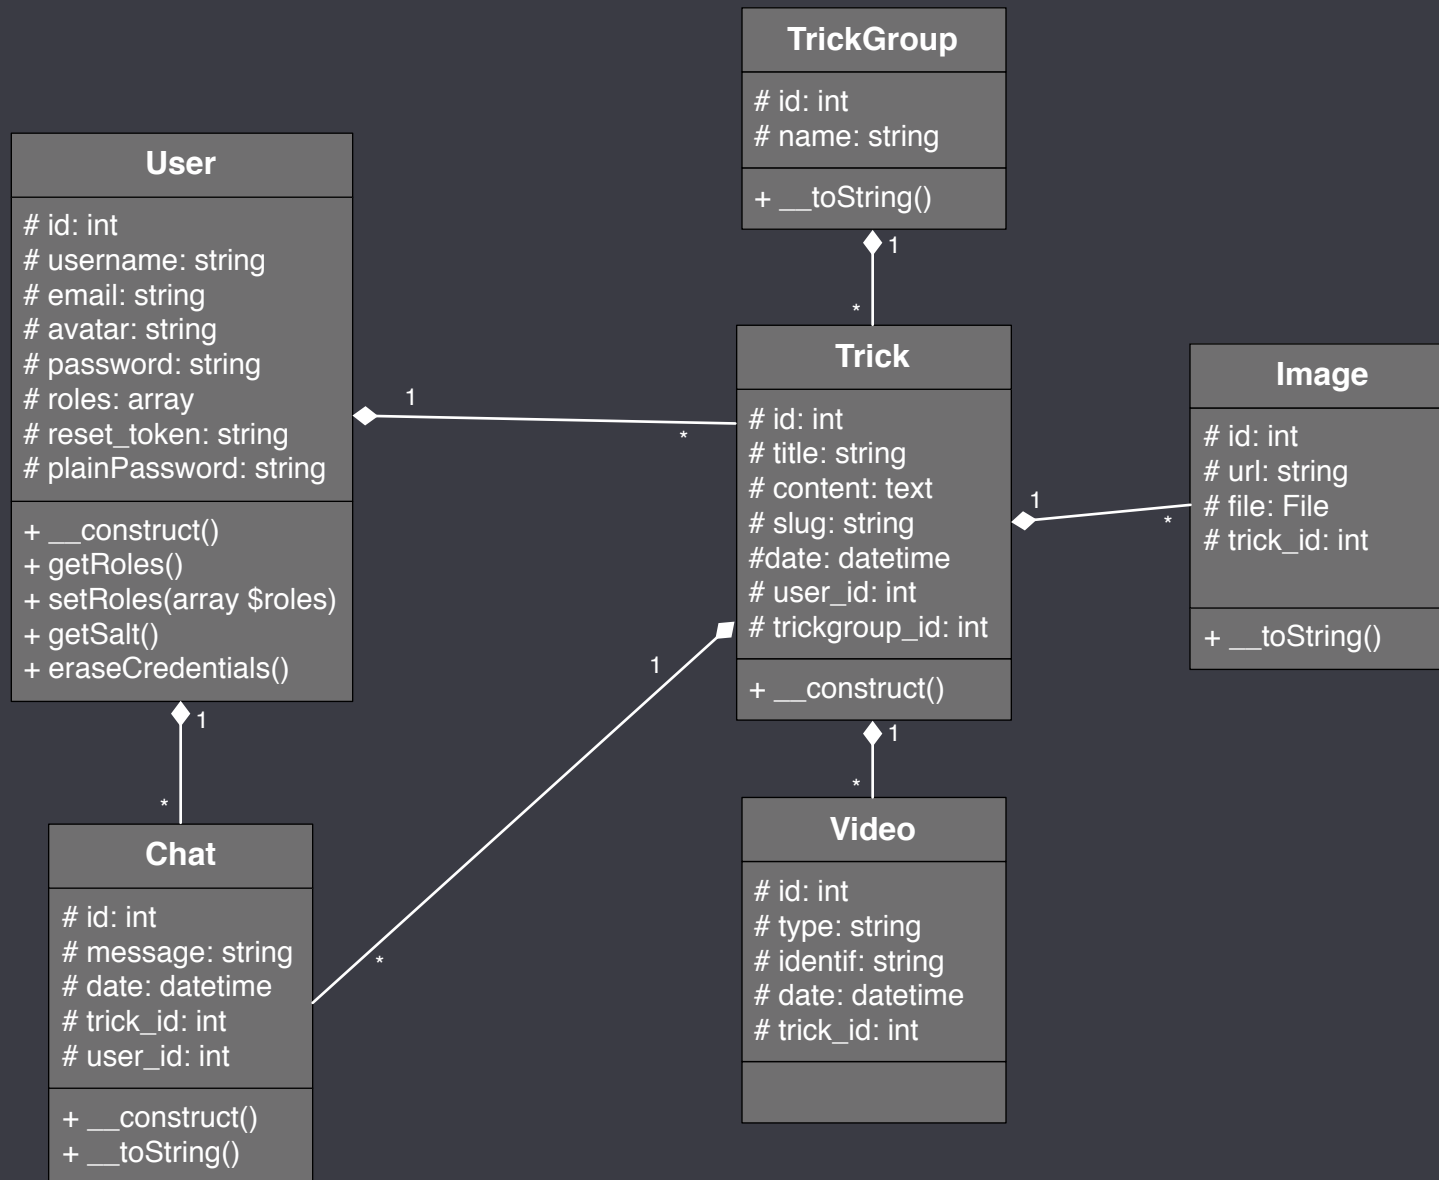 TrickGroup
# id: int
# name: string
+ __toString()
1
*
User
# id: int
# username: string
# email: string
# avatar: string
# password: string
# roles: array
# reset_token: string
# plainPassword: string
+ __construct()
+ getRoles()
+ setRoles(array $roles)
+ getSalt()
+ eraseCredentials()
1
*
Trick
# id: int
# title: string
# content: text
# slug: string
#date: datetime
# user_id: int
# trickgroup_id: int
+ __construct()
1
*
Image
# id: int
# url: string
# file: File
# trick_id: int
+ __toString()
1
*
1
*
Chat
# id: int
# message: string
# date: datetime
# trick_id: int
# user_id: int
+ __construct()
+ __toString()
1
*
Video
# id: int
# type: string
# identif: string
# date: datetime
# trick_id: int